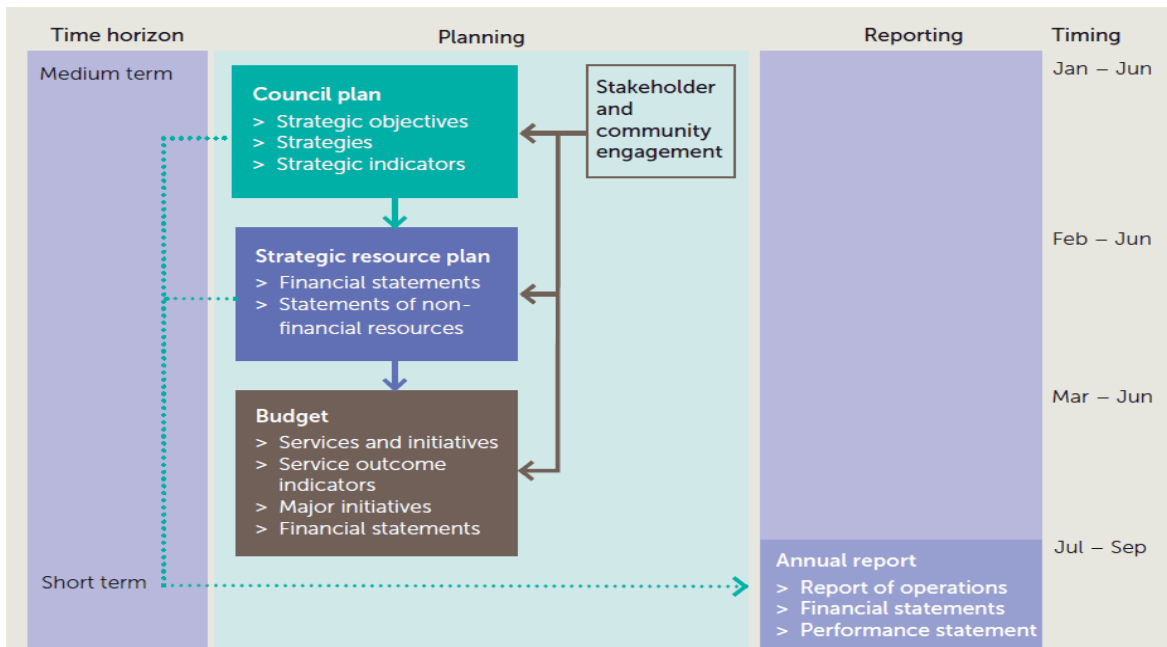 Time horizon
Planning
Reporting
Timing
Medium term
Jan – Jun
Council plan
> Strategic objectives
> Strategies
> Strategic indicators
Stakeholder
and
community
engagement
Feb – Jun
Strategic resource plan
> Financial statements
> Statements of non-
financial resources
Mar – Jun
Budget
> Services and initiatives
> Service outcome
indicators
> Major initiatives
> Financial statements
Jul – Sep
Short term
Annual report
> Report of operations
> Financial statements
> Performance statement